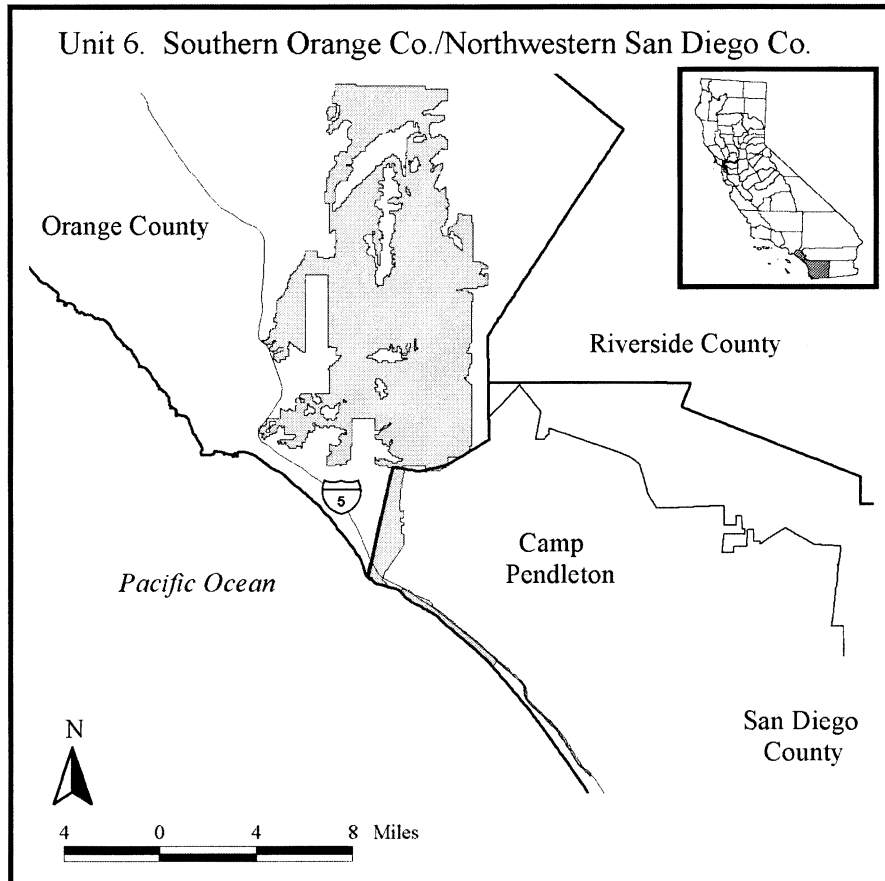 Unit 6. Southern Orange Co./Northwestern San Diego Co.
Orange County
Riverside County
5
Camp
Pendleton
Pacific Ocean
San Diego
County
N
4 0 4 8 Miles